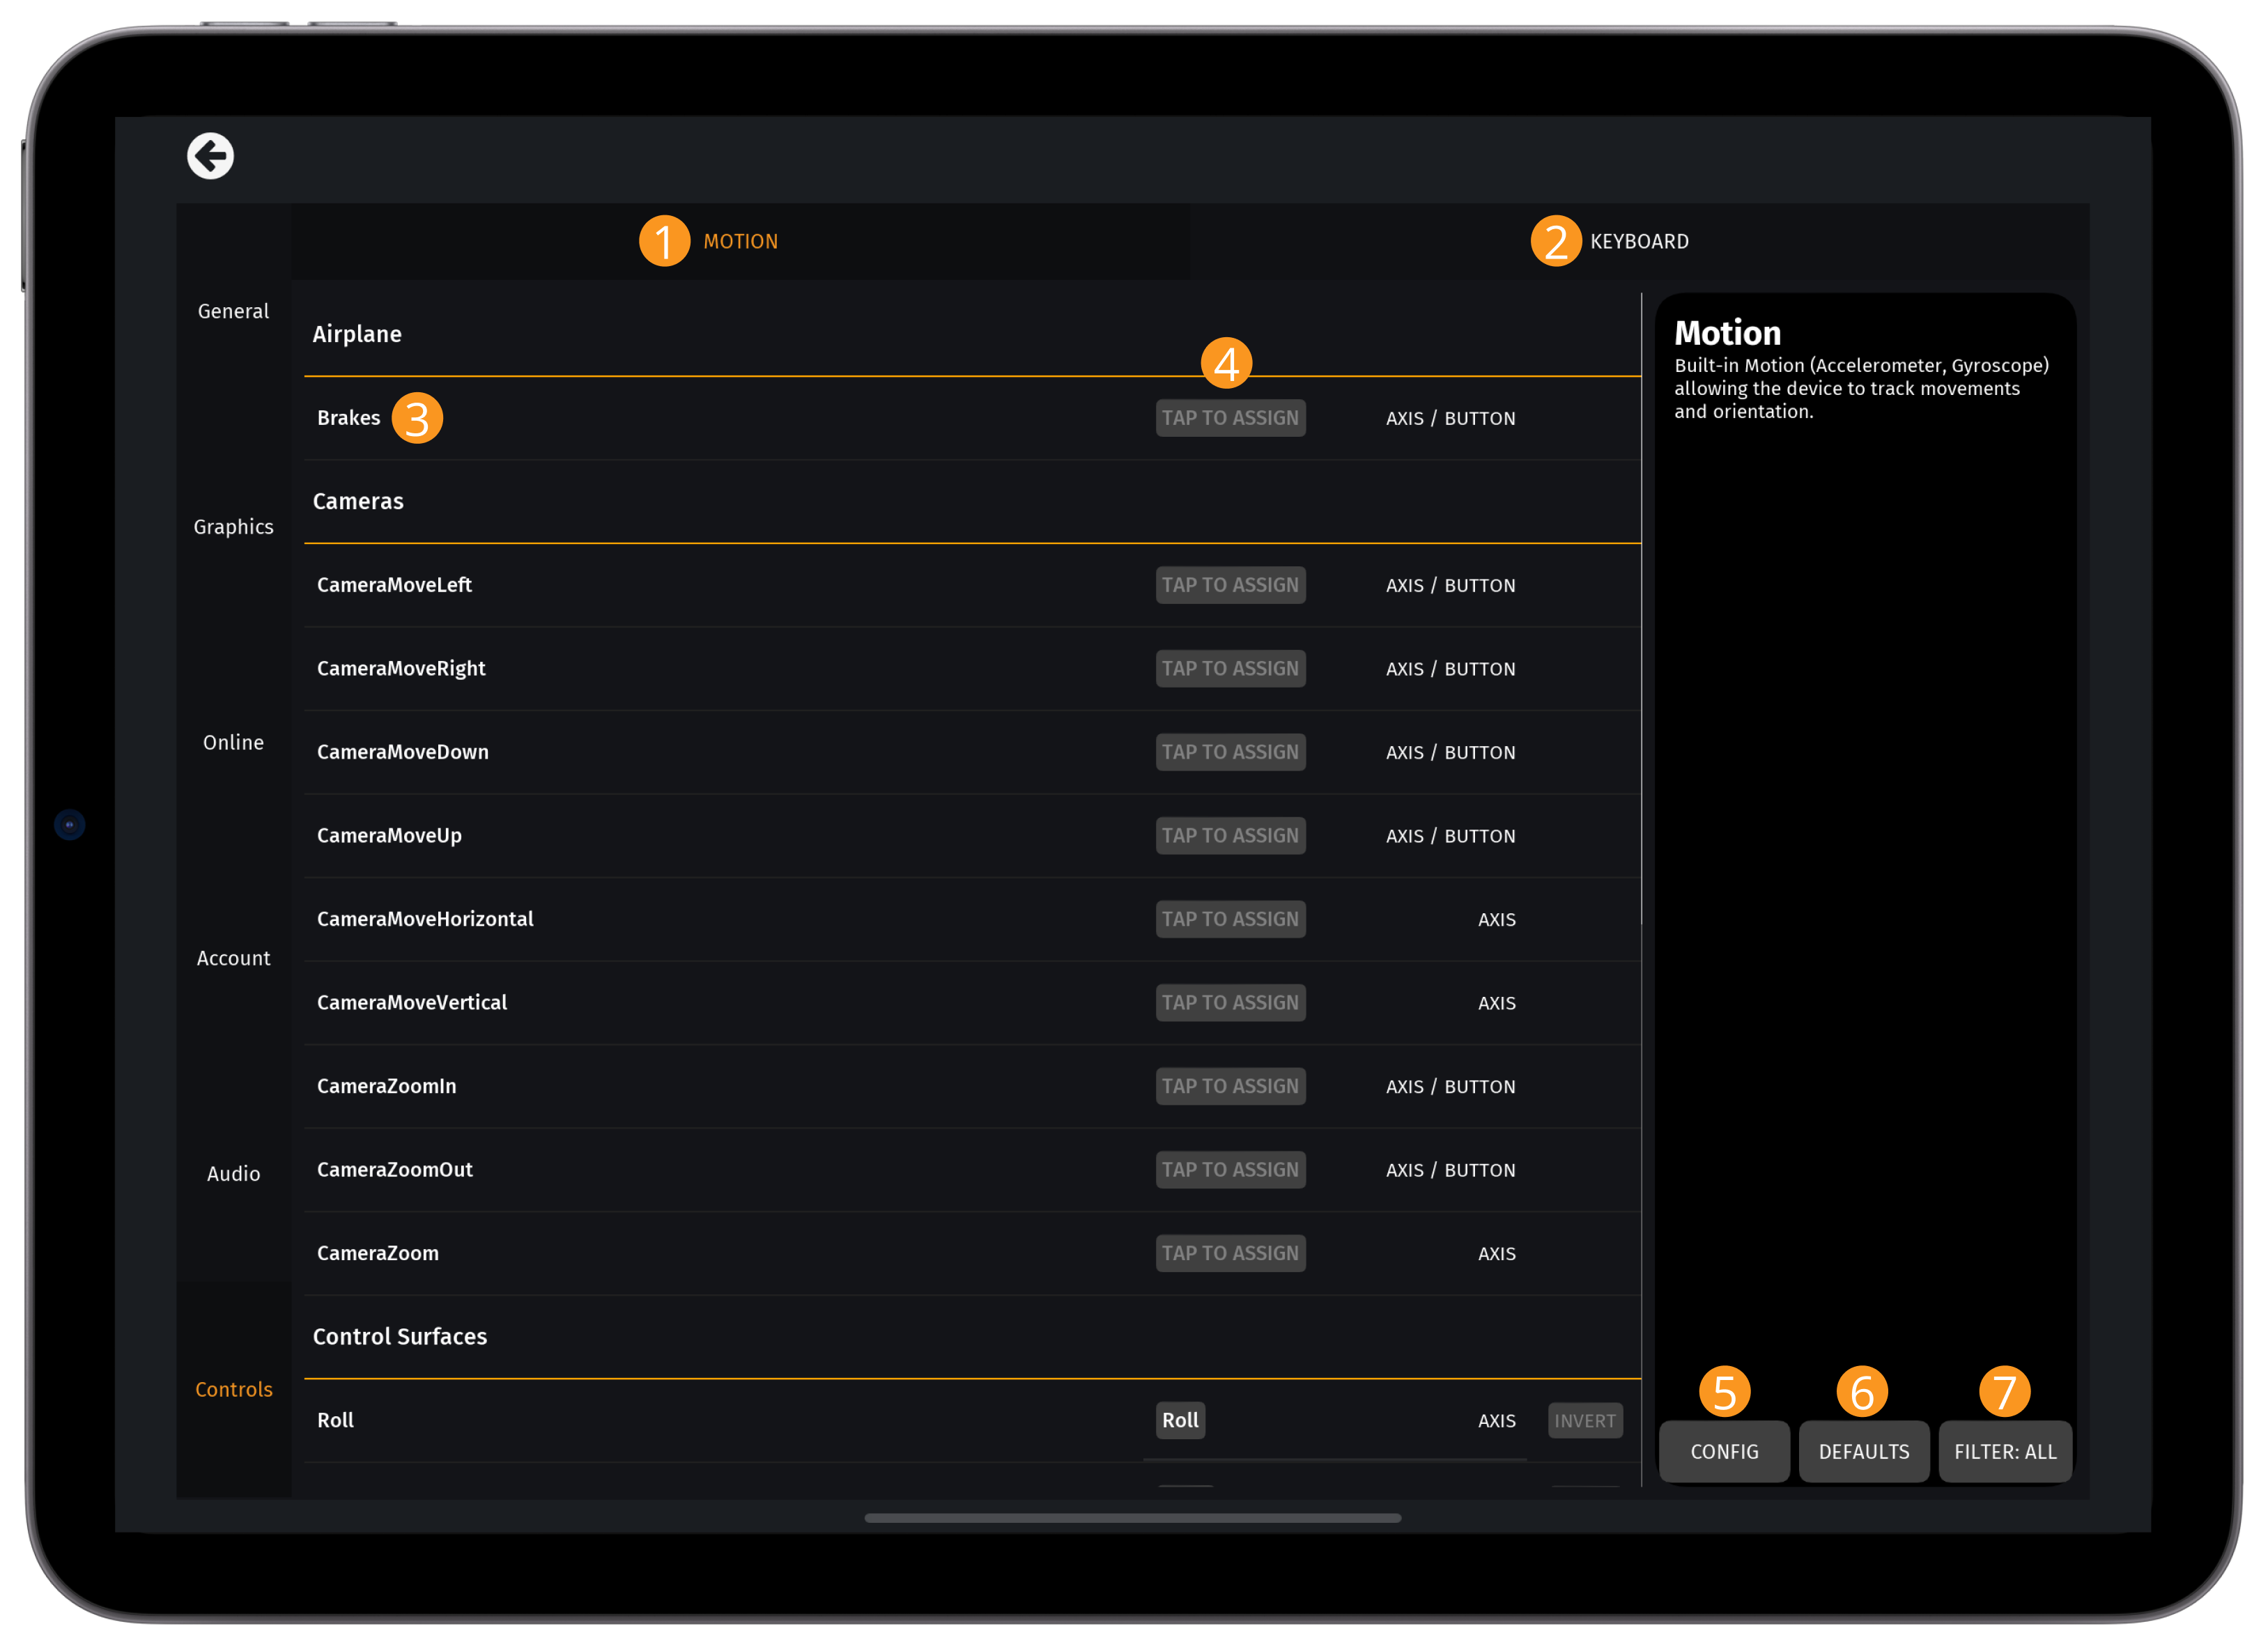 1 MOTION
2 KEYBOARD
General
Graphics
Online
Account
Audio
Controls
Airplane
4
Brakes 3 TAP TO ASSIGN AXIS / BUTTON
Cameras
CameraMoveLeft TAP TO ASSIGN AXIS / BUTTON
CameraMoveRight TAP TO ASSIGN AXIS / BUTTON
CameraMoveDown TAP TO ASSIGN AXIS / BUTTON
CameraMoveUp TAP TO ASSIGN AXIS / BUTTON
CameraMoveHorizontal TAP TO ASSIGN AXIS
CameraMoveVertical TAP TO ASSIGN AXIS
CameraZoomIn TAP TO ASSIGN AXIS / BUTTON
CameraZoomOut TAP TO ASSIGN AXIS / BUTTON
CameraZoom TAP TO ASSIGN AXIS
Control Surfaces
Roll Roll AXIS INVERT
Motion
Built-in Motion (Accelerometer, Gyroscope)
allowing the device to track movements
and orientation.
5 6 7
CONFIG DEFAULTS FILTER: ALL